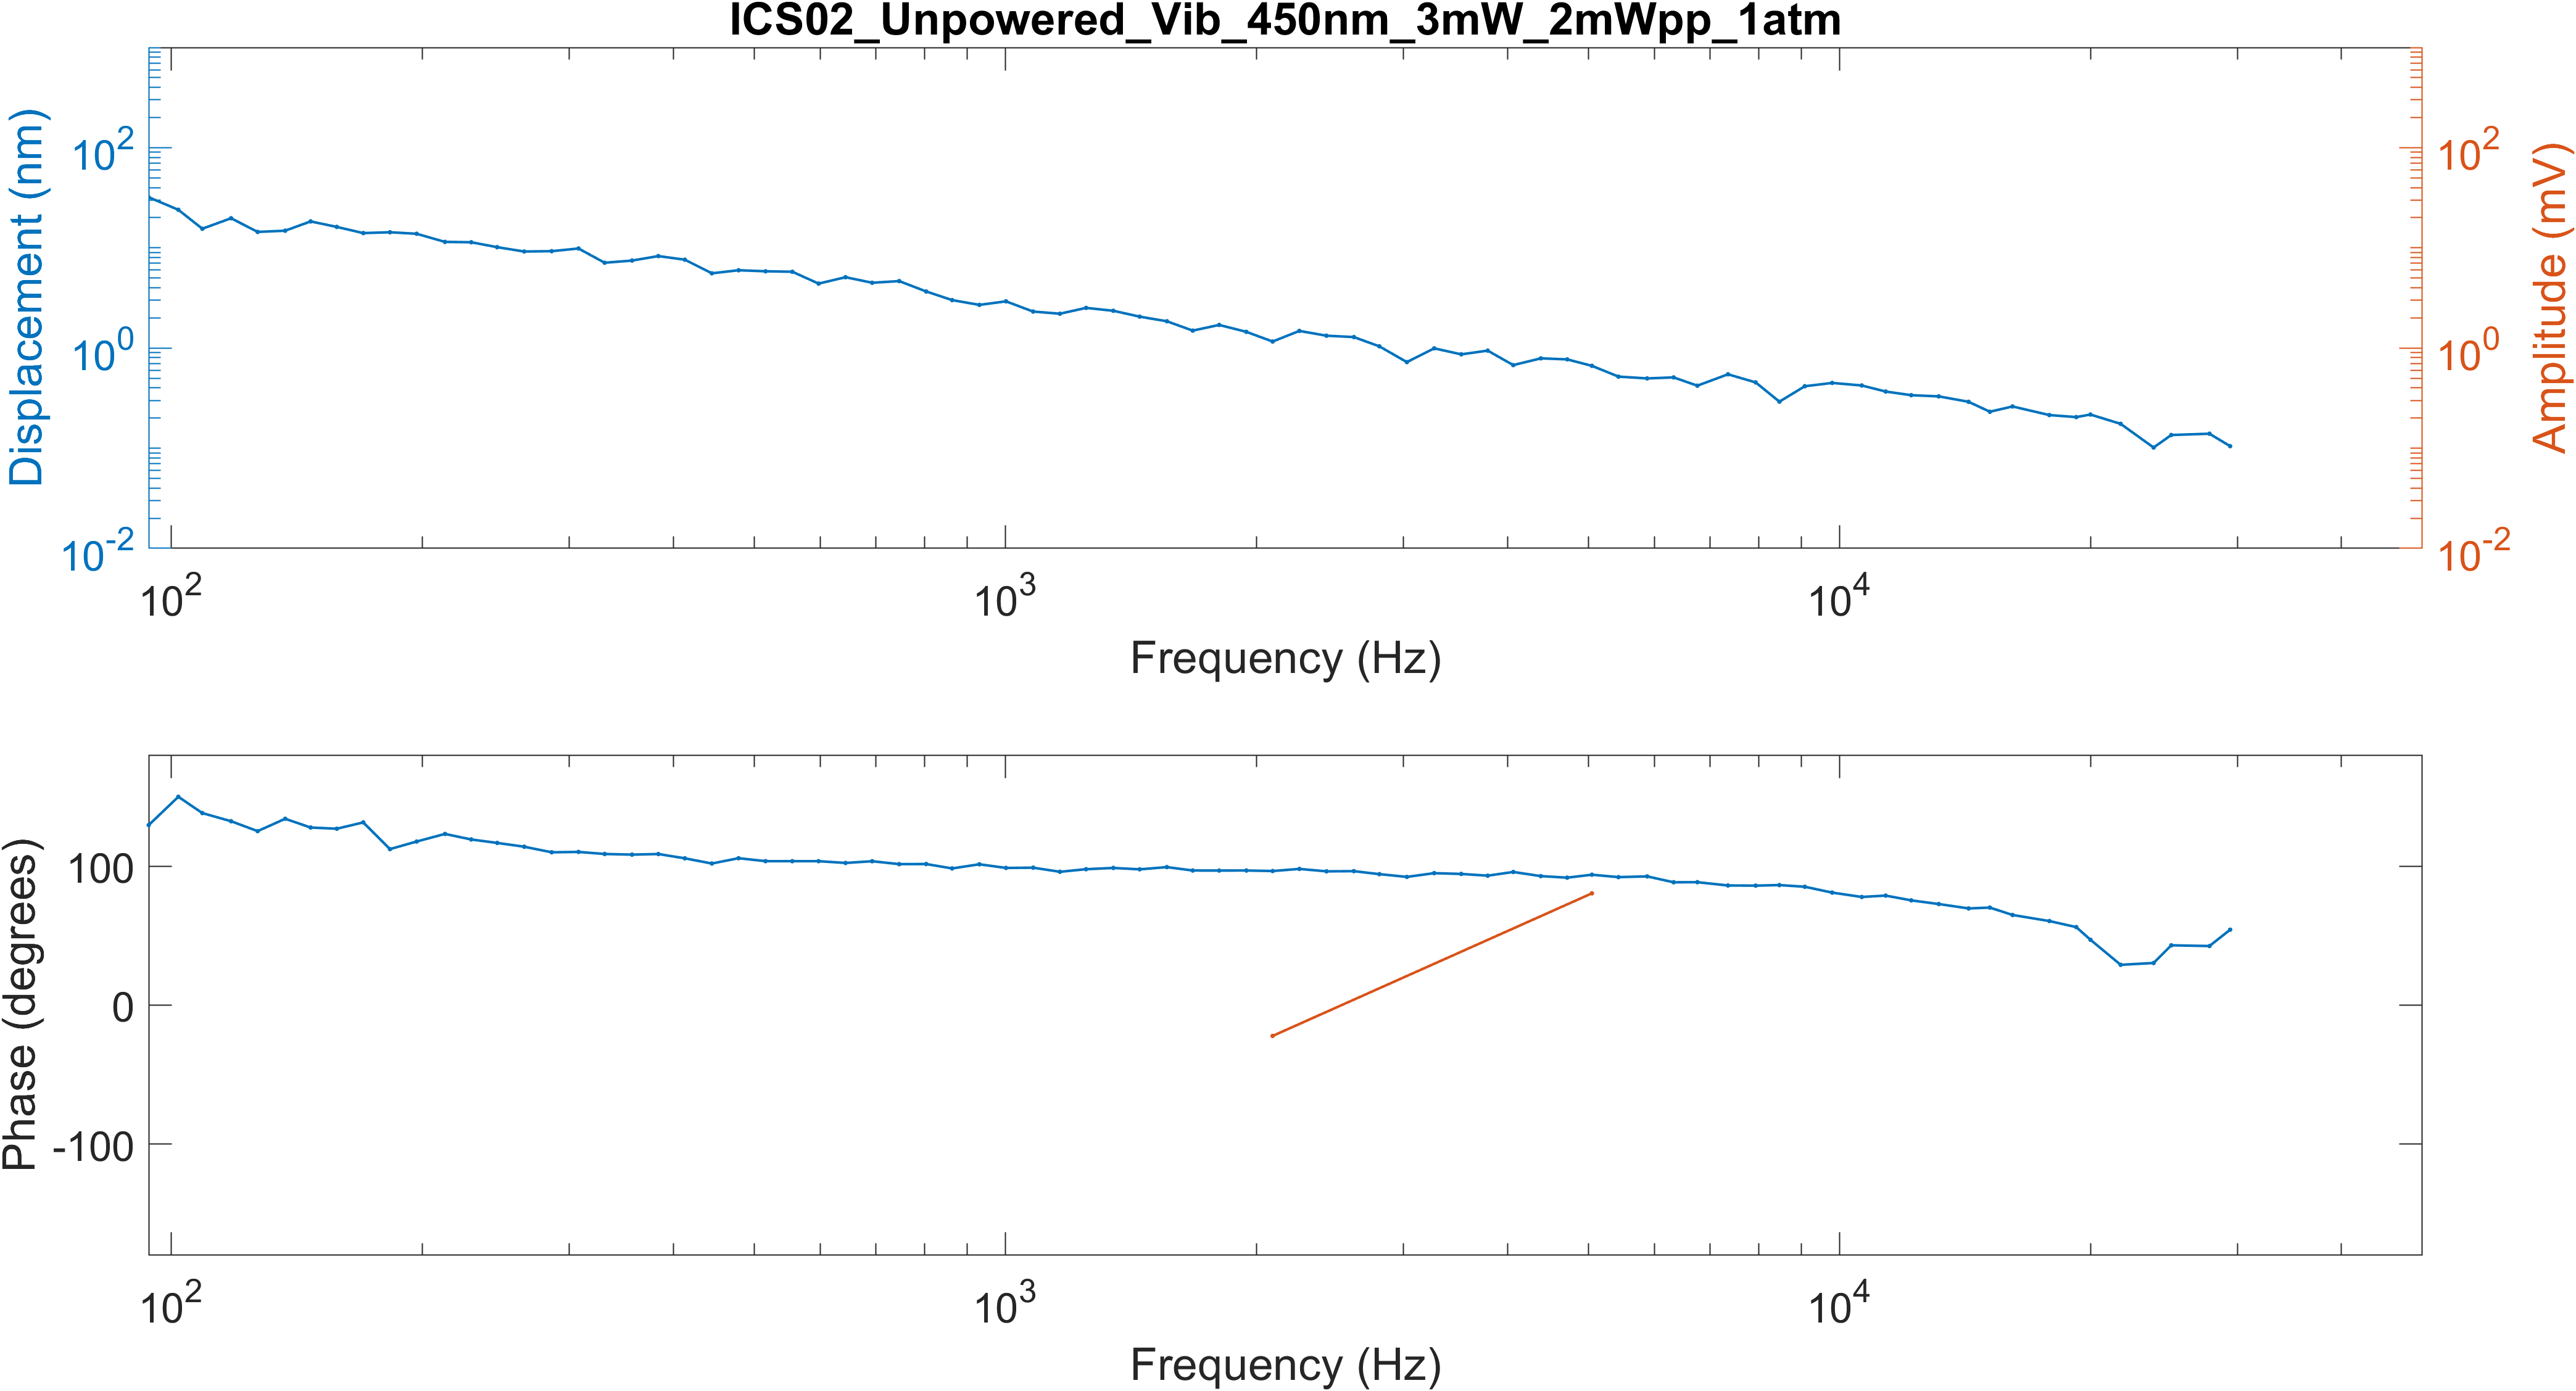 ICS02_Unpowered_Vib_450nm_3mW_2mWpp_1atm
Displacement (nm)
10^2
10^0
10^-2
Amplitude (mV)
10^2
10^0
10^-2
10^2
10^3
10^4
Frequency (Hz)
Phase (degrees)
100
0
-100
10^2
10^3
10^4
Frequency (Hz)